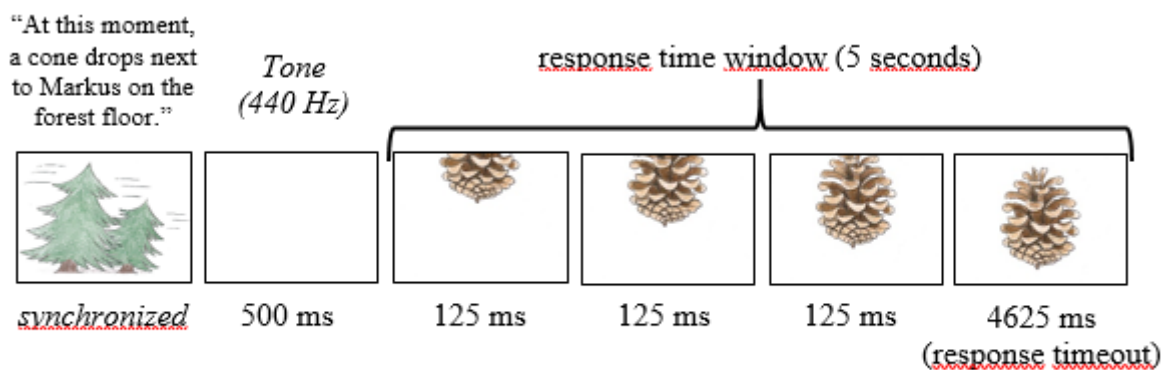 “At this moment,
a cone drops next
to Markus on the
forest floor.”
Tone
(440 Hz)
response time window (5 seconds)
synchronized
500 ms
125 ms
125 ms
125 ms
4625 ms
(response timeout)